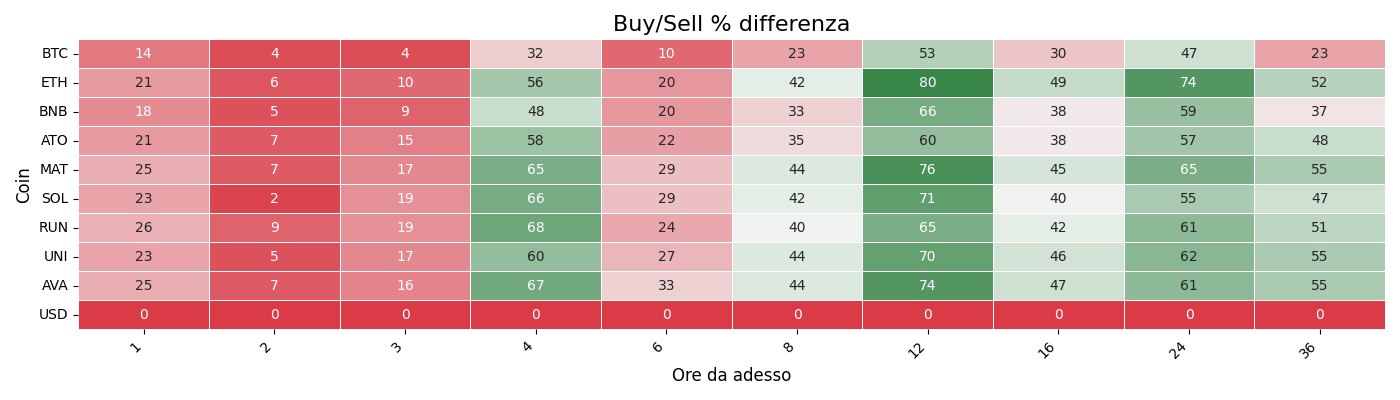 Buy/Sell % differenza
Coin
BTC 14 4 4 32 10 23 53 30 47 23
ETH 21 6 10 56 20 42 80 49 74 52
BNB 18 5 9 48 20 33 66 38 59 37
ATO 21 7 15 58 22 35 60 38 57 48
MAT 25 7 17 65 29 44 76 45 65 55
SOL 23 2 19 66 29 42 71 40 55 47
RUN 26 9 19 68 24 40 65 42 61 51
UNI 23 5 17 60 27 44 70 46 62 55
AVA 25 7 16 67 33 44 74 47 61 55
USD 0 0 0 0 0 0 0 0 0 0
1 2 3 4 6 8 12 16 24 36
Ore da adesso